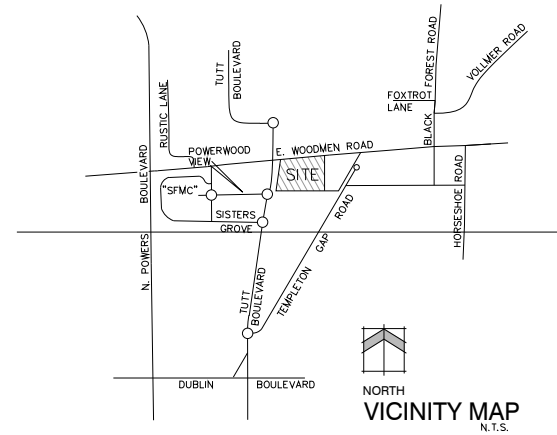 TUTT
BOULEVARD
RUSTIC LANE
FOXTROT
LANE
BLACK FOREST ROAD
VOLLMER ROAD
POWERWOOD
VIEW
E. WOODMEN ROAD
"SFMC"
SITE
SISTERS
GROVE
N. POWERS BOULEVARD
HORSESHOE ROAD
TUTT
BOULEVARD
TEMPLETON GAP ROAD
DUBLIN BOULEVARD
NORTH
VICINITY MAP
N.T.S.